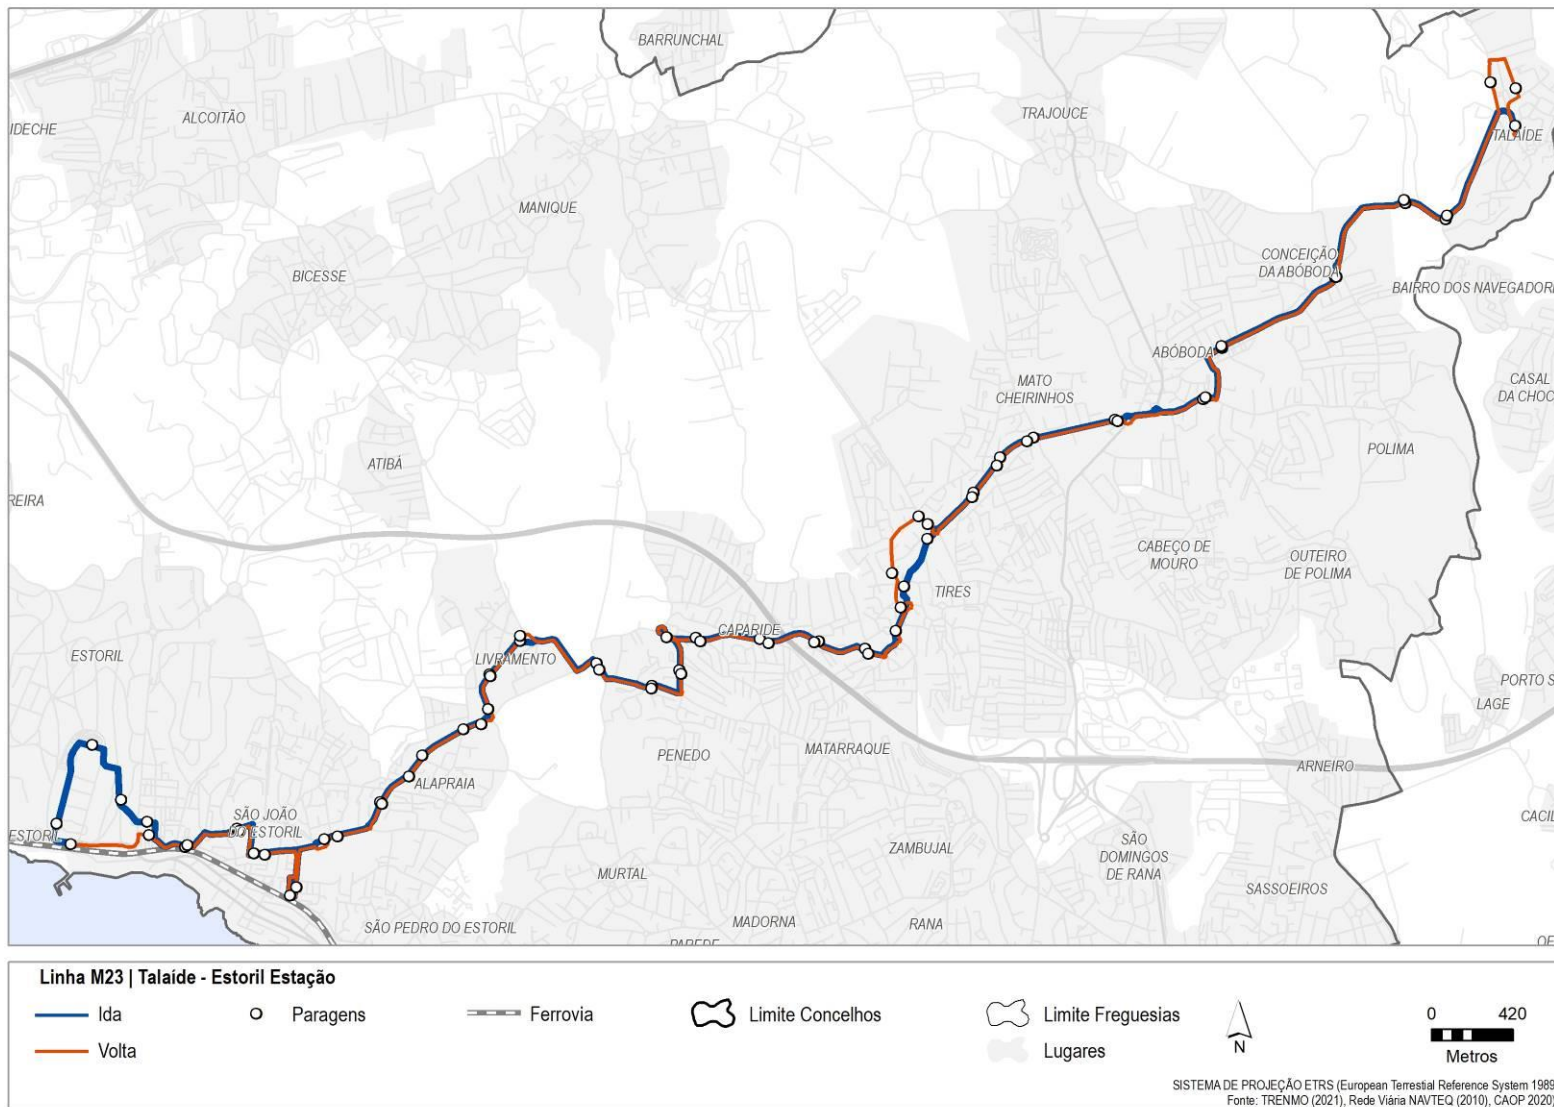 BARRUNCHAL
TRAJOUCE
ALCOITÃO
IDECHE
TALAÍDE
MANIQUE
CONCEIÇÃO
DA ABÓBODA
BICESSE
BAIRRO DOS NAVEGADORE
ABÓBODA
MATO
CHEIRINHOS
CASAL
DA CHOC
POLIMA
ATIBÁ
REIRA
CABEÇO DE
MOURO
OUTEIRO
DE POLIMA
TIRES
CAPARIDE
ESTORIL
LIVRAMENTO
PORTO S
LAGE
PENEDO
MATARRAQUE
ARNEIRO
ALAPRAIA
SÃO JOÃO
DO ESTORIL
ESTORIL
CACIL
SÃO
DOMINGOS
DE RANA
ZAMBUJAL
MURTAL
SASSOEIROS
SÃO PEDRO DO ESTORIL
MADORNA
RANA
PAREDE
OE
Linha M23 | Talaíde - Estoril Estação
Ida
Paragens
Ferrovia
Limite Concelhos
Limite Freguesias
N
0 420
Metros
Volta
Lugares
SISTEMA DE PROJEÇÃO ETRS (European Terrestial Reference System 1989
Fonte: TRENMO (2021), Rede Viária NAVTEQ (2010), CAOP 2020)